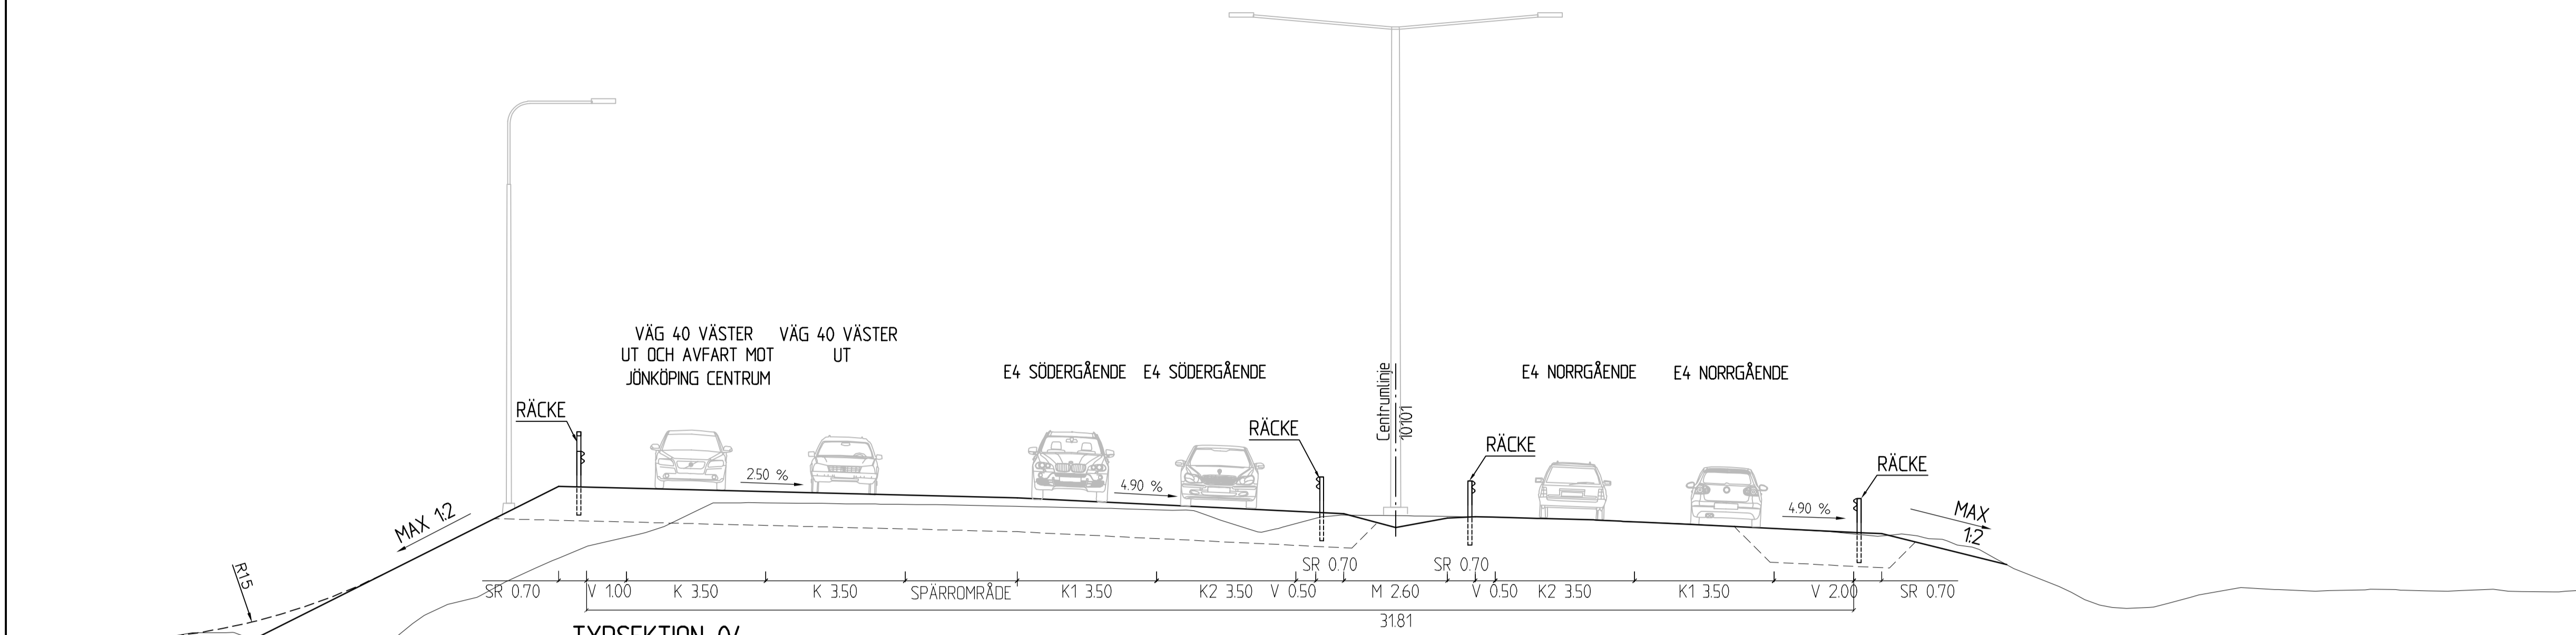 VÄG 40 VÄSTER
UT OCH AVFART MOT
JÖNKÖPING CENTRUM
VÄG 40 VÄSTER
UT
E4 SÖDERGÅENDE
E4 SÖDERGÅENDE
Centrumlinje
10101
E4 NORRGÅENDE
E4 NORRGÅENDE
RÄCKE
RÄCKE
RÄCKE
RÄCKE
2.50 %
4.90 %
4.90 %
MAX 1:2
MAX
1:2
R15
SR 0.70
SR 0.70
SR 0.70
V 1.00
K 3.50
K 3.50
SPÄRROMRÅDE
K1 3.50
K2 3.50
V 0.50
M 2.60
V 0.50
K2 3.50
K1 3.50
V 2.00
SR 0.70
31.81
TYPSEKTION